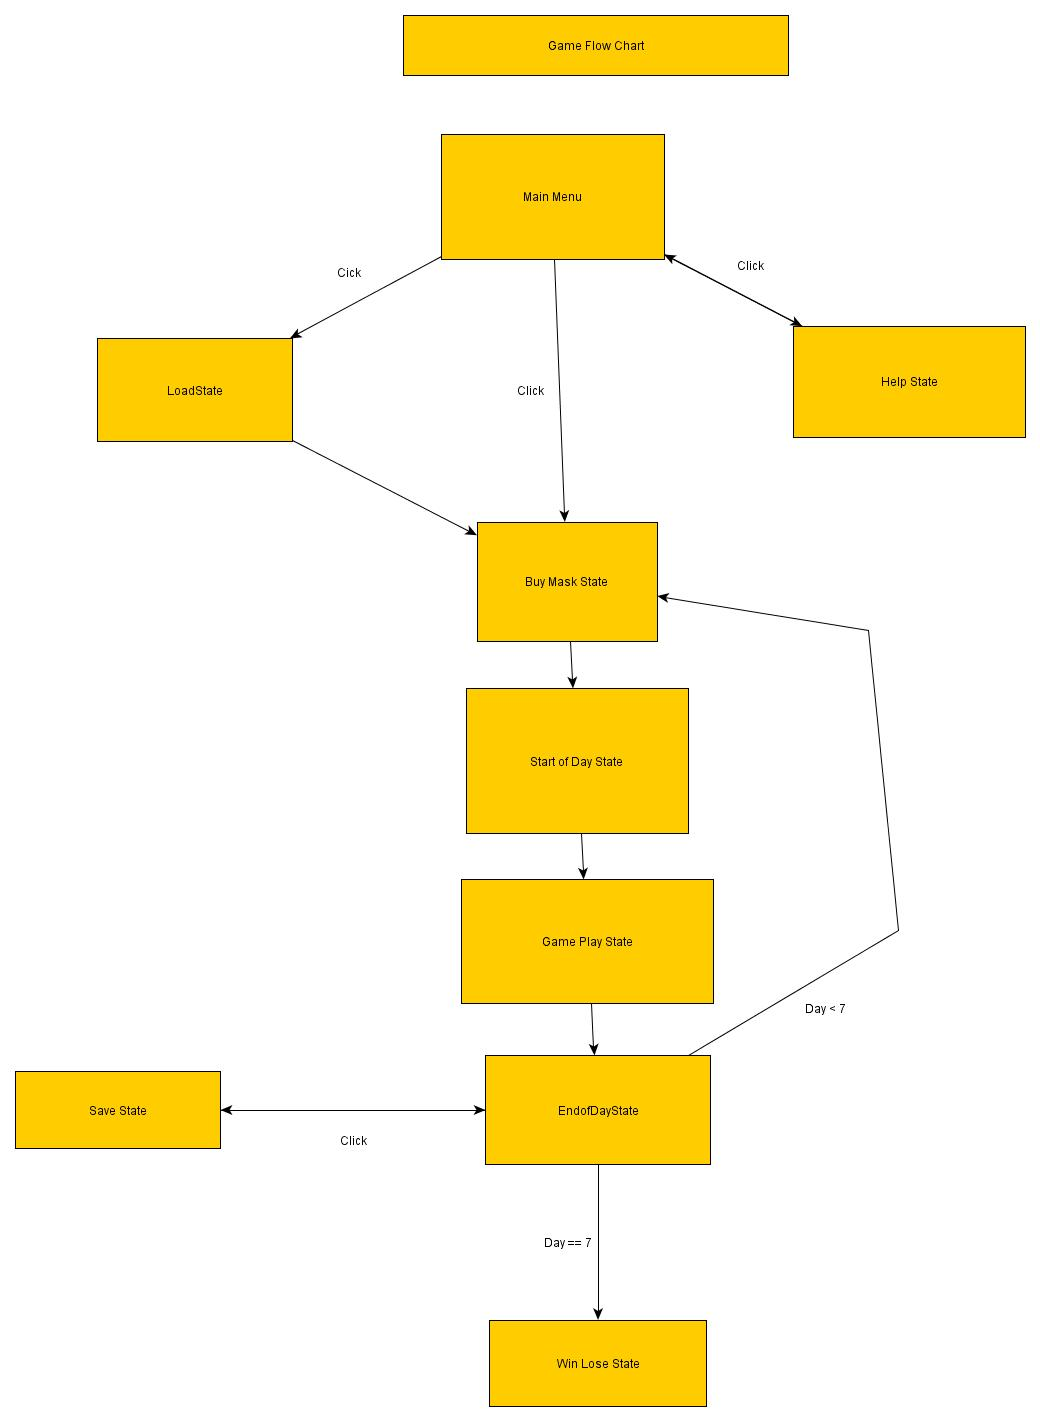 Game Flow Chart
Main Menu
Cick
Click
Click
LoadState
Help State
Buy Mask State
Start of Day State
Game Play State
Day < 7
EndofDayState
Save State
Click
Day == 7
Win Lose State